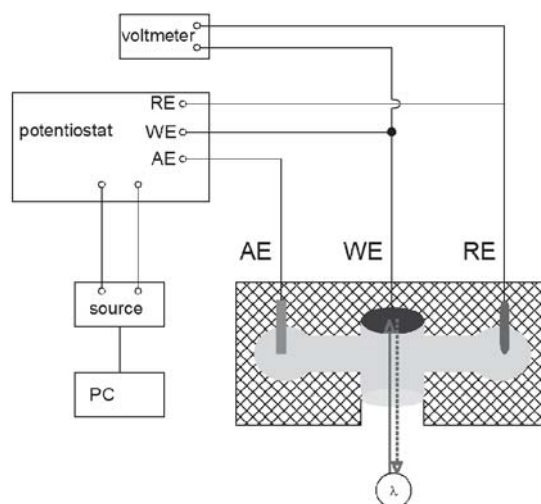 voltmeter
RE
potentiostat
WE
AE
AE WE RE
source
PC
λ